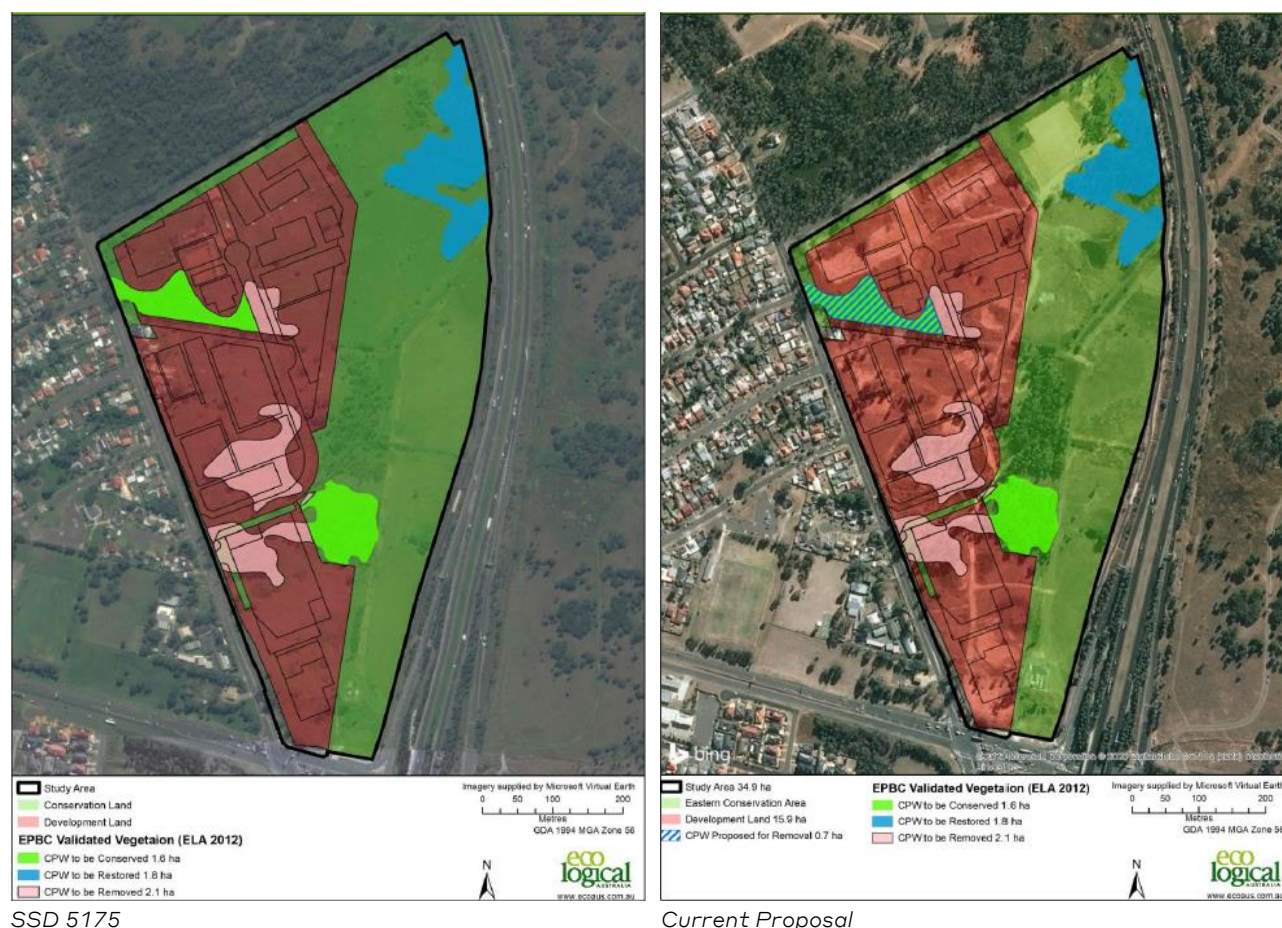 Study Area
Conservation Land
Development Land
EPBC Validated Vegetaion (ELA 2012)
CPW to be Conserved 1.6 ha
CPW to be Restored 1.8 ha
CPW to be Removed 2.1 ha
Imagery supplied by Microsoft Virtual Earth
0 50 100 200
Metres
GDA 1994 MGA Zone 56
N
eco
logical
AUSTRALIA
www.ecoaus.com.au
SSD 5175
bing
Study Area 34.9 ha
Eastern Conservation Area
Development Land 15.9 ha
CPW Proposed for Removal 0.7 ha
EPBC Validated Vegetaion (ELA 2012)
CPW to be Conserved 1.6 ha
CPW to be Restored 1.8 ha
CPW to be Removed 2.1 ha
Imagery supplied by Microsoft Virtual Earth
0 50 100 200
Metres
GDA 1994 MGA Zone 56
N
eco
logical
AUSTRALIA
www.ecoaus.com.au
Current Proposal